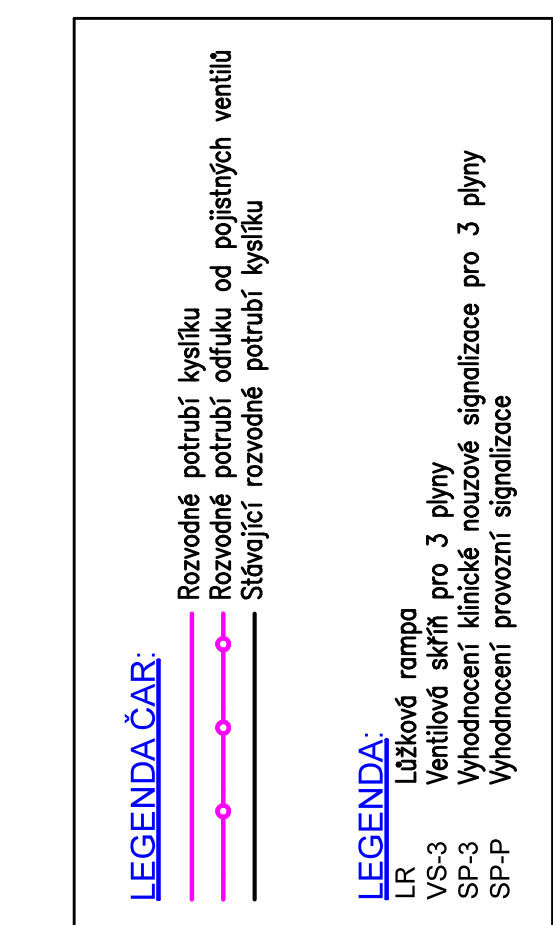 LEGENDA ČAR:
Rozvodné potrubí kyslíku
Rozvodné potrubí odfuku od pojistných ventilů
Stávající rozvodné potrubí kyslíku
LEGENDA:
LR Lůžková rampa
VS-3 Ventilová skříň pro 3 plyny
SP-3 Vyhodnocení klinické nouzové signalizace pro 3 plyny
SP-P Vyhodnocení provozní signalizace